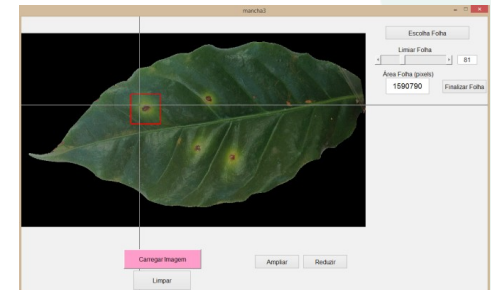 mancha3
Escolha Folha
Limiar Folha
81
Área Folha (pixels)
1590790
Finalizar Folha
Carregar Imagem
Ampliar
Reduzir
Limpar